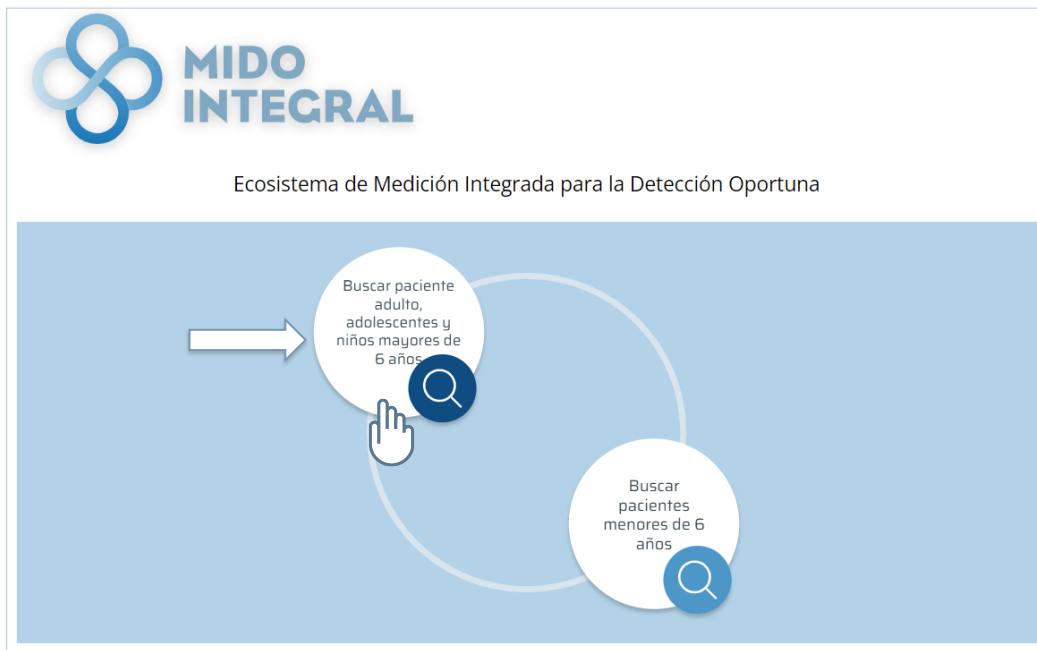 MIDO
INTEGRAL
Ecosistema de Medición Integrada para la Detección Oportuna
Buscar paciente
adulto,
adolescentes y
niños mayores de
6 años
Buscar
pacientes
menores de 6
años